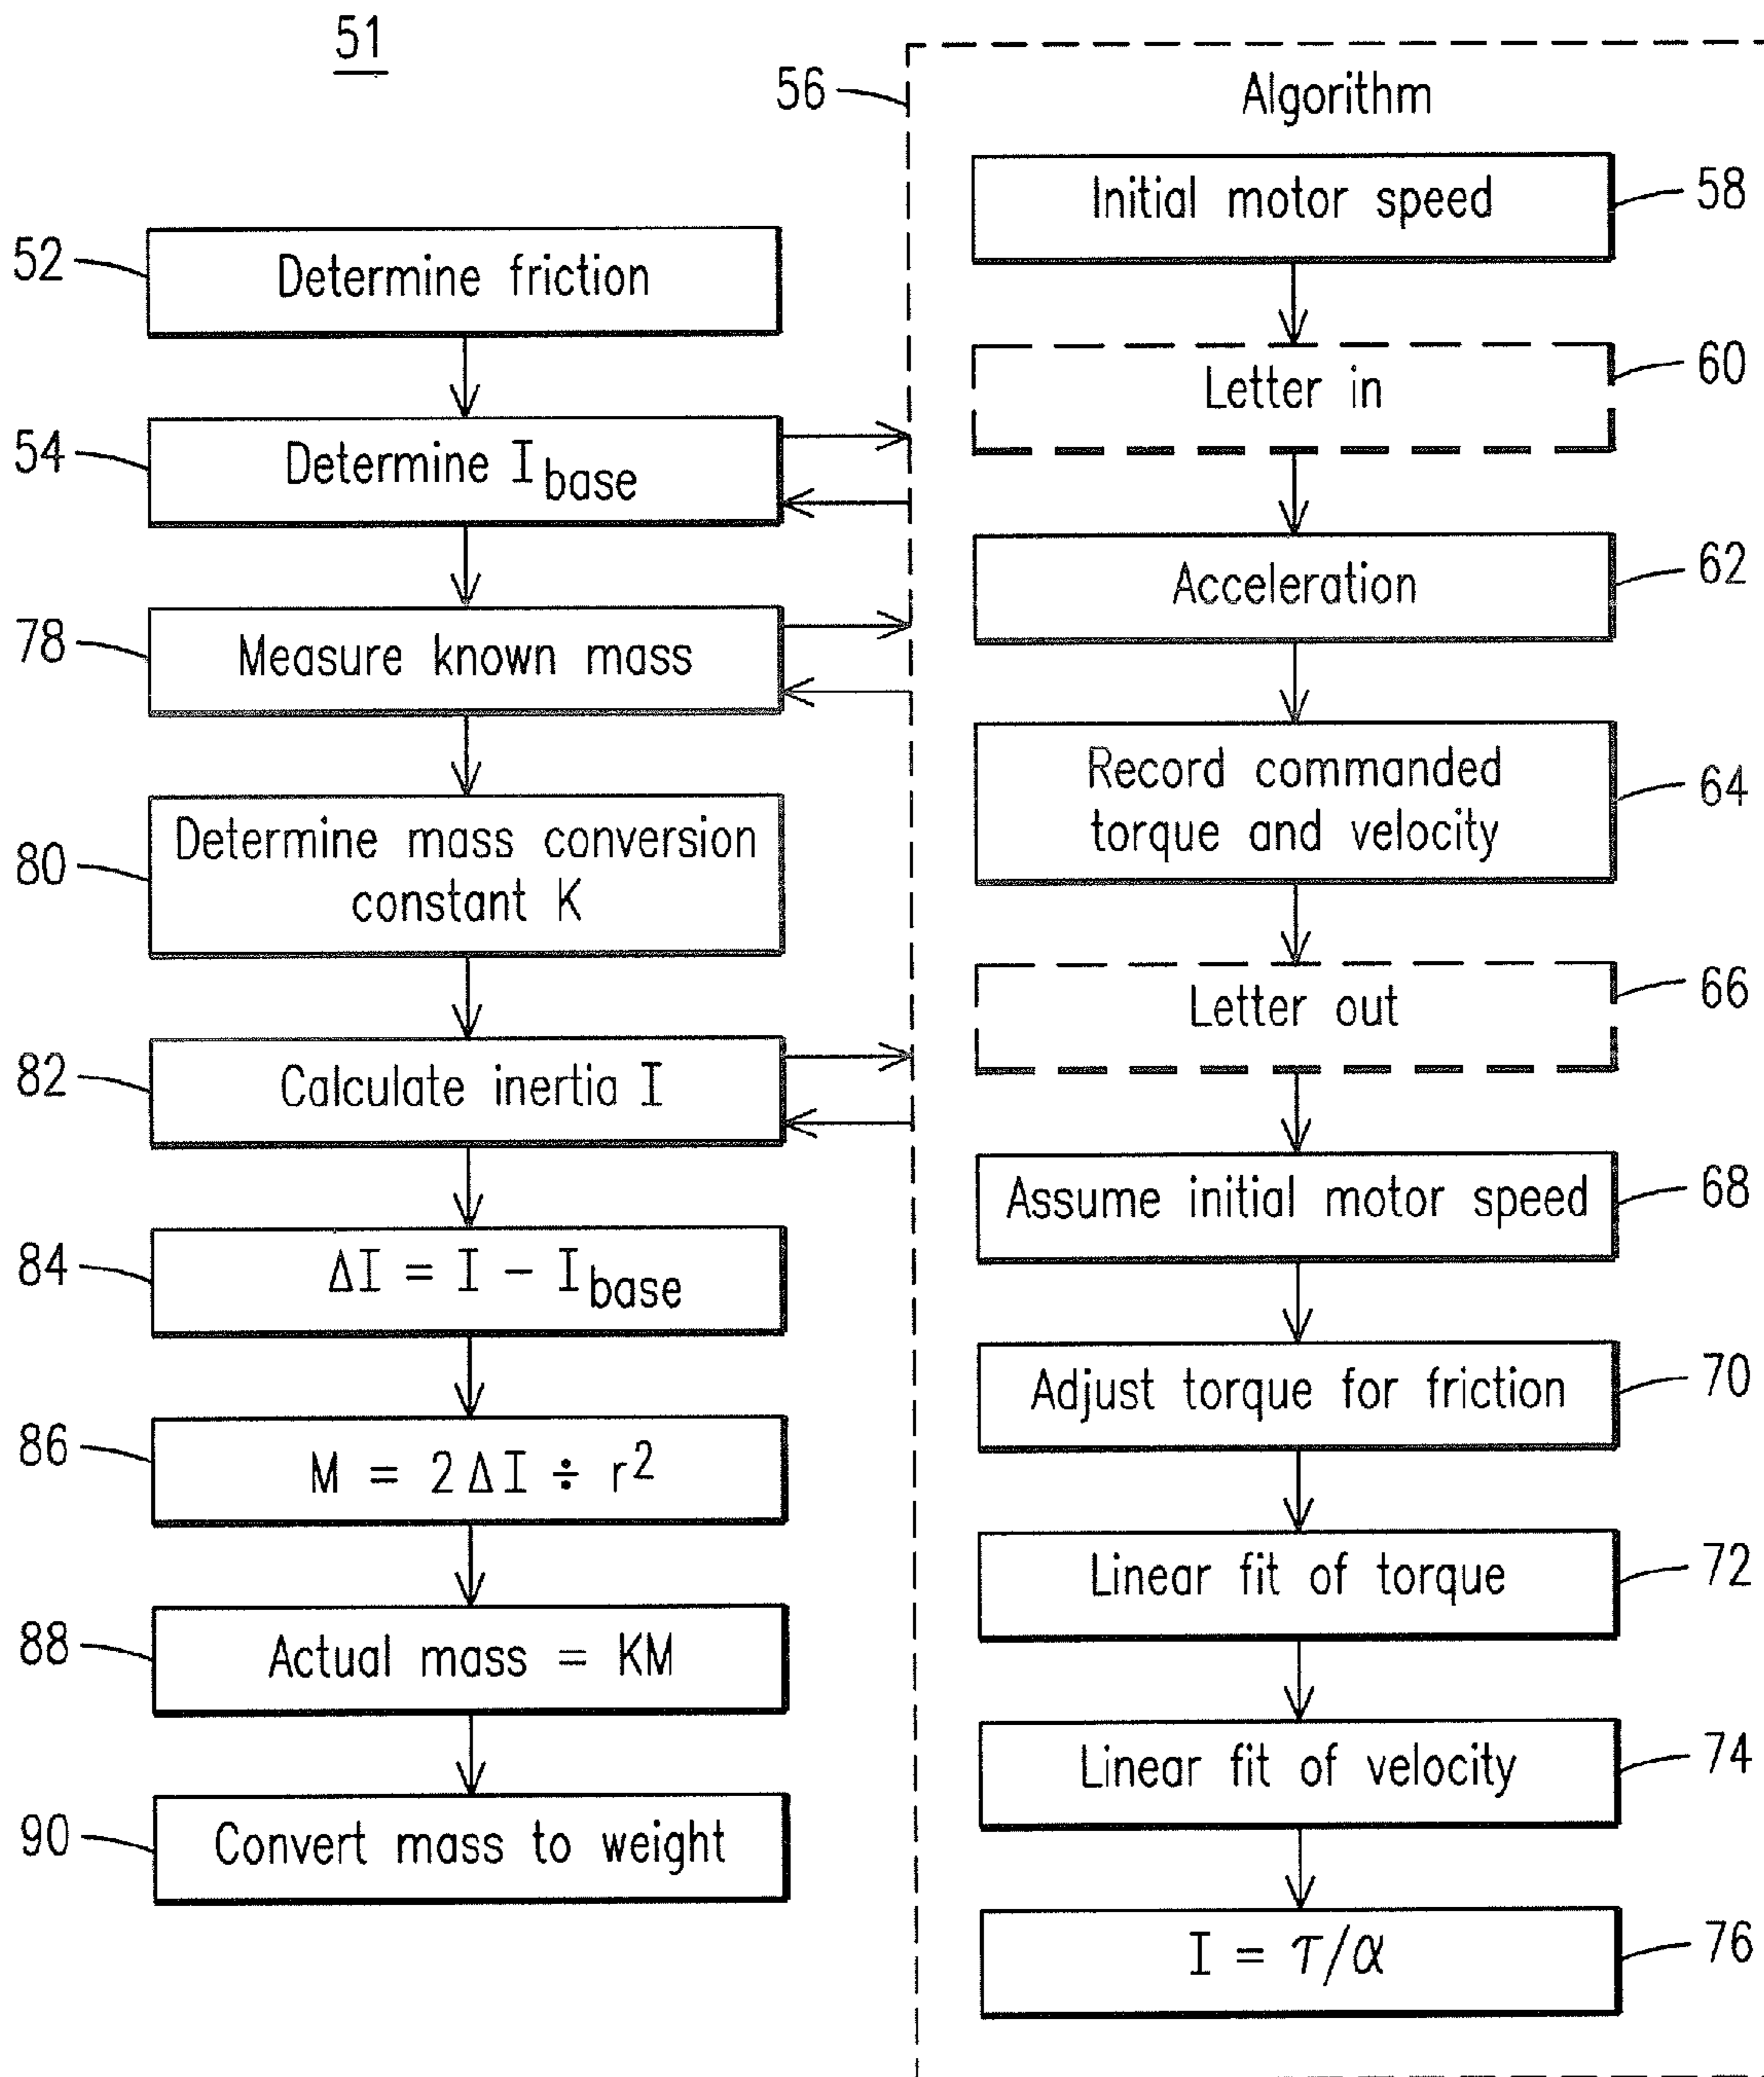 51
52
Determine friction
54
Determine I base
78
Measure known mass
80
Determine mass conversion
constant K
82
Calculate inertia I
84
ΔI = I − I base
86
M = 2ΔI ÷ r²
88
Actual mass = KM
90
Convert mass to weight
56
Algorithm
Initial motor speed
58
Letter in
60
Acceleration
62
Record commanded
torque and velocity
64
Letter out
66
Assume initial motor speed
68
Adjust torque for friction
70
Linear fit of torque
72
Linear fit of velocity
74
I = τ/α
76